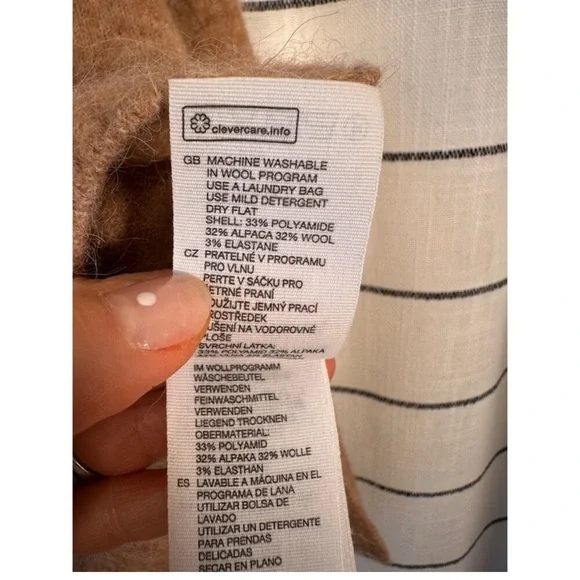 clevercare.info
GB MACHINE WASHABLE
IN WOOL PROGRAM
USE A LAUNDRY BAG
USE MILD DETERGENT
DRY FLAT
SHELL: 33% POLYAMIDE
32% ALPACA 32% WOOL
3% ELASTANE
CZ PRATELNÉ V PROGRAMU
PRO VLNU
PERTE V SÁČKU PRO
ETRNÉ PRANÍ
OUŽIJTE JEMNÝ PRACÍ
ROSTŘEDEK
UŠENÍ NA VODOROVNÉ
PLOŠE
SVRCHNÍ LÁTKA:
33% POLYAMID 32% ALPAKA
IM WOLLPROGRAMM
WÄSCHEBEUTEL
VERWENDEN
FEINWASCHMITTEL
VERWENDEN
LIEGEND TROCKNEN
OBERMATERIAL:
33% POLYAMID
32% ALPAKA 32% WOLLE
3% ELASTHAN
ES LAVABLE A MÁQUINA EN EL
PROGRAMA DE LANA
UTILIZAR BOLSA DE
LAVADO
UTILIZAR UN DETERGENTE
PARA PRENDAS
DELICADAS
SECAR EN PLANO